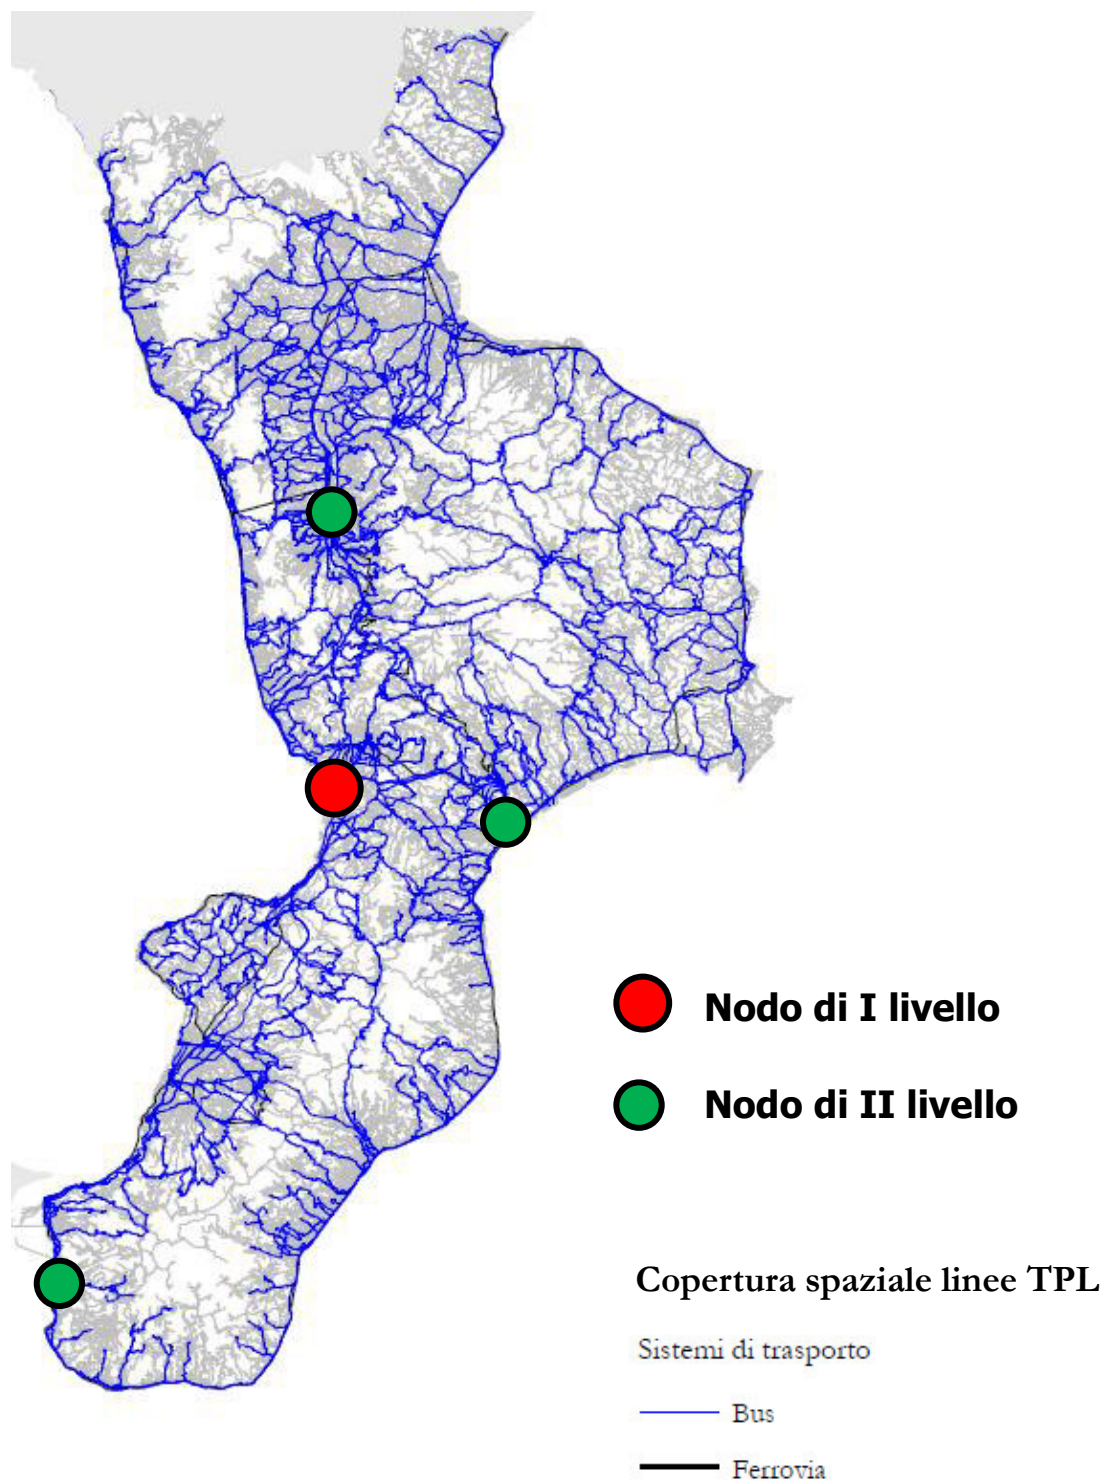 Nodo di I livello
Nodo di II livello
Copertura spaziale linee TPL
Sistemi di trasporto
Bus
Ferrovia